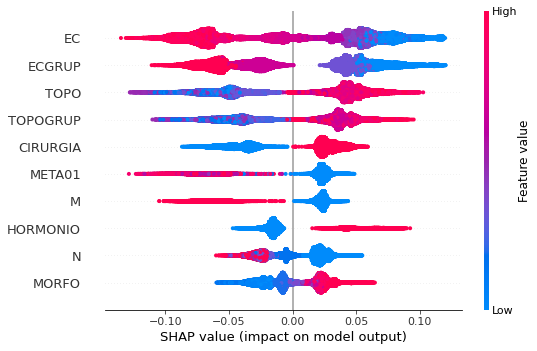 High
EC
ECGRUP
TOPO
TOPOGRUP
CIRURGIA
META01
M
HORMONIO
N
MORFO
Feature value
Low
−0.10 −0.05 0.00 0.05 0.10
SHAP value (impact on model output)